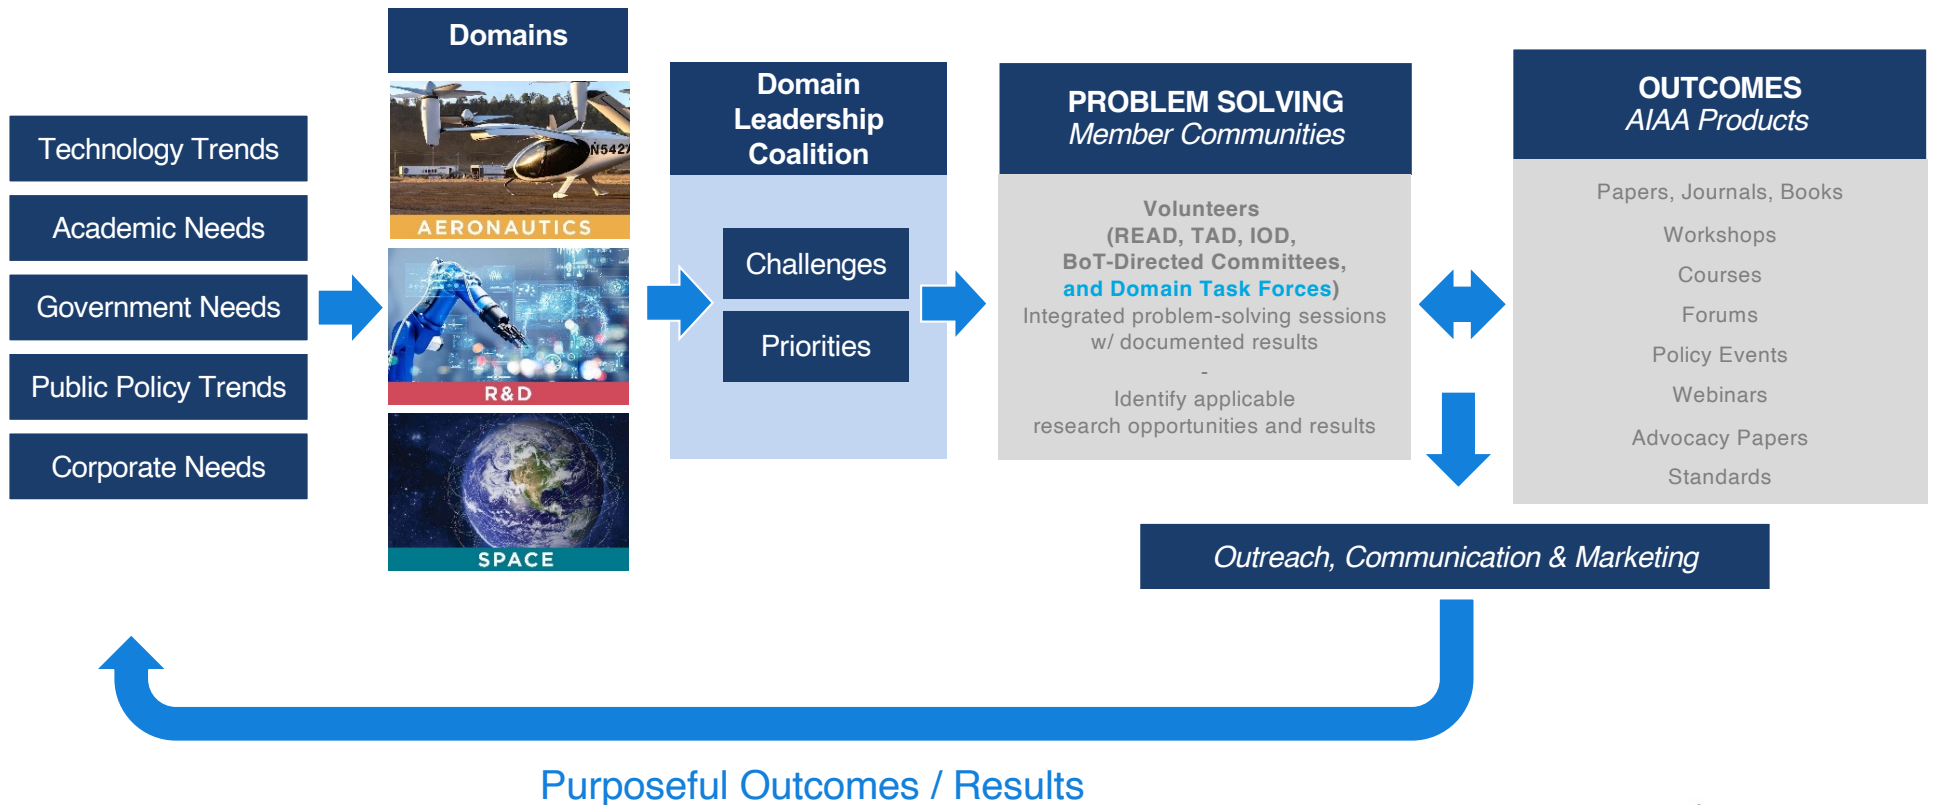 Technology Trends
Academic Needs
Government Needs
Public Policy Trends
Corporate Needs
Domains
N5427
AERONAUTICS
R&D
SPACE
Domain
Leadership
Coalition
Challenges
Priorities
PROBLEM SOLVING
Member Communities
Volunteers
(READ, TAD, IOD,
BoT-Directed Committees,
and Domain Task Forces)
Integrated problem-solving sessions
w/ documented results
-
Identify applicable
research opportunities and results
OUTCOMES
AIAA Products
Papers, Journals, Books
Workshops
Courses
Forums
Policy Events
Webinars
Advocacy Papers
Standards
Outreach, Communication & Marketing
Purposeful Outcomes / Results